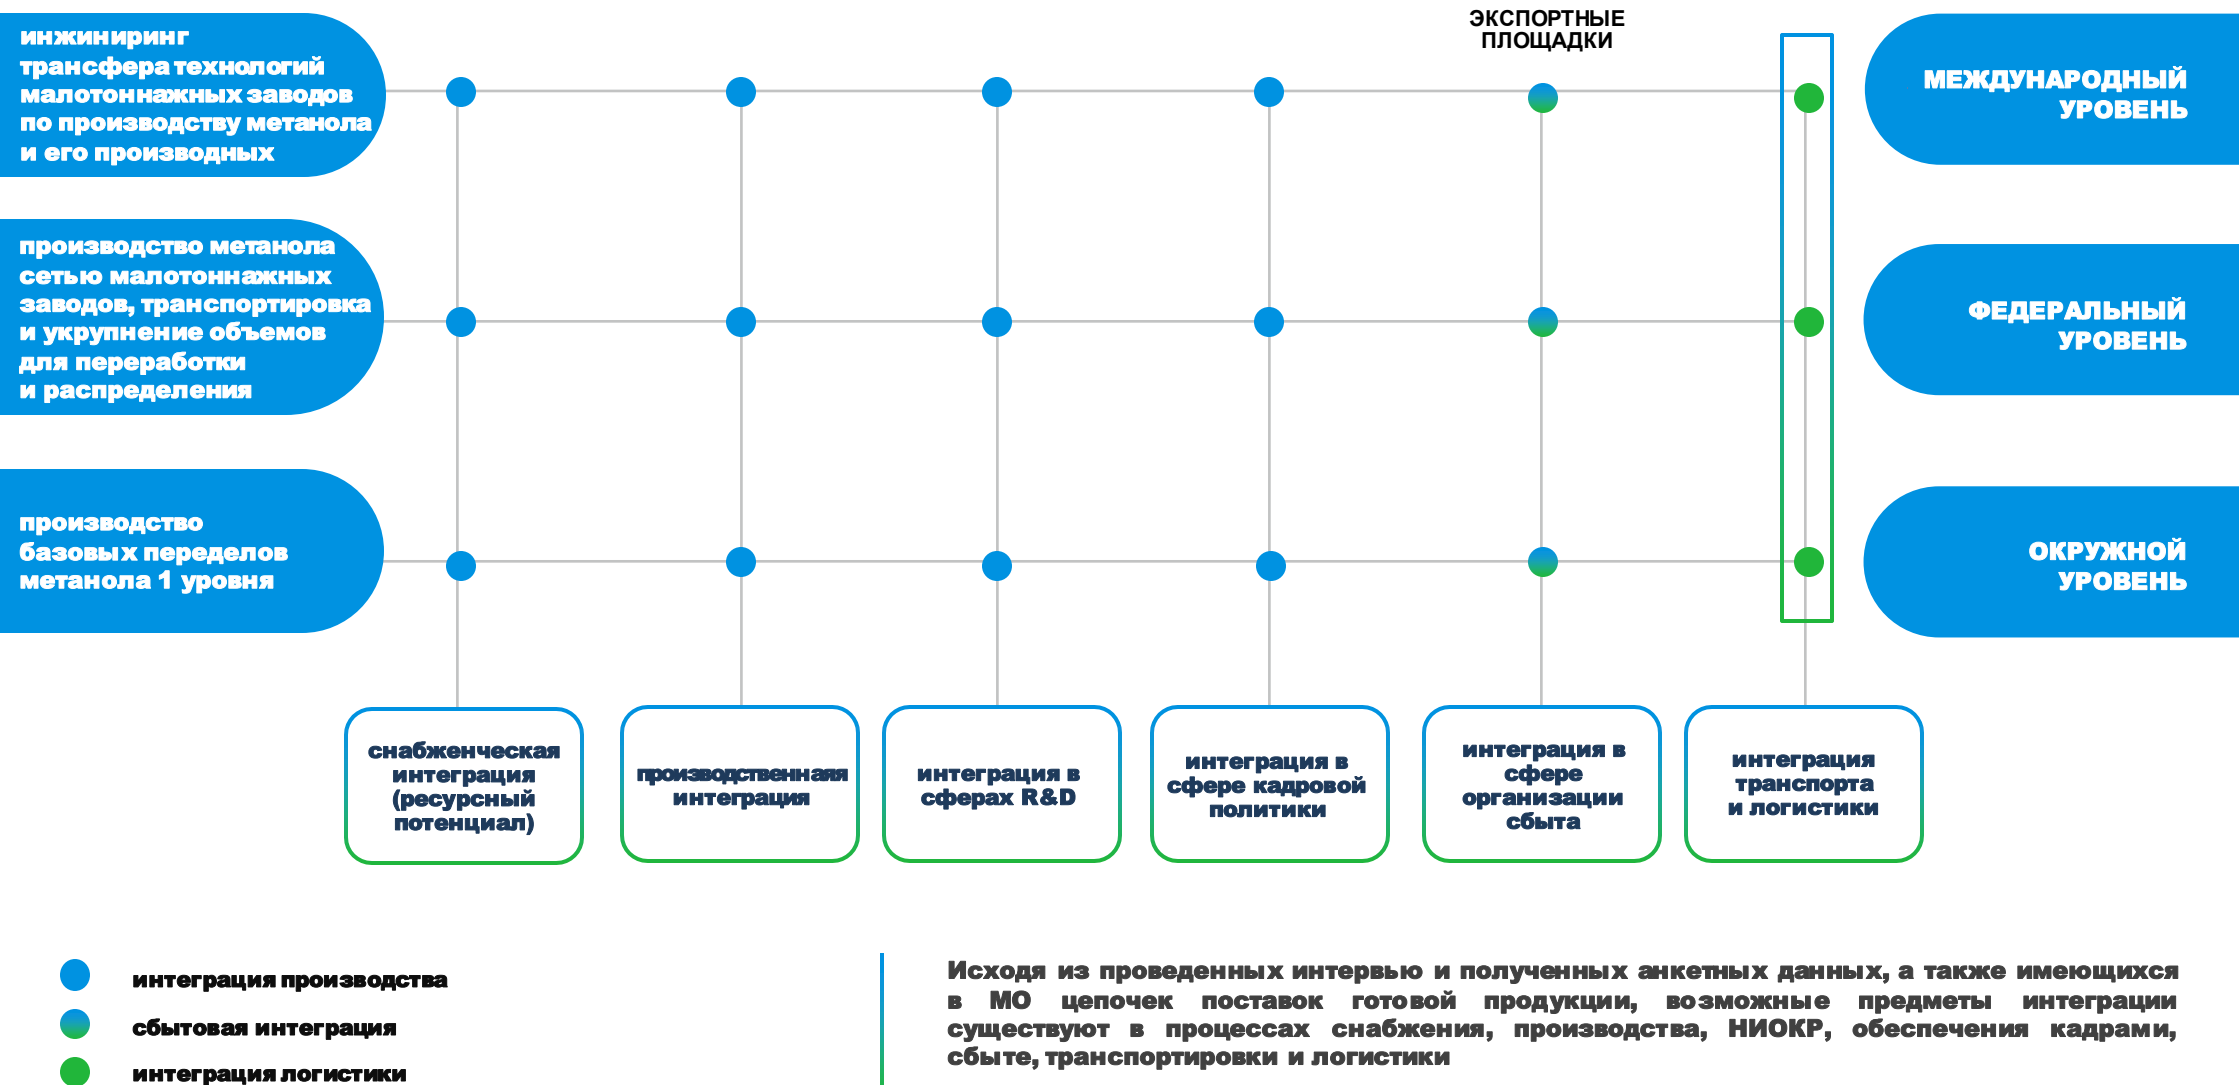 ЭКСПОРТНЫЕ
ПЛОЩАДКИ
инжиниринг
трансфера технологий
малотоннажных заводов
по производству метанола
и его производных
МЕЖДУНАРОДНЫЙ
УРОВЕНЬ
производство метанола
сетью малотоннажных
заводов, транспортировка
и укрупнение объемов
для переработки
и распределения
ФЕДЕРАЛЬНЫЙ
УРОВЕНЬ
производство
базовых переделов
метанола 1 уровня
ОКРУЖНОЙ
УРОВЕНЬ
снабженческая
интеграция
(ресурсный
потенциал)
производственнаяя
интеграция
интеграция в
сферах R&D
интеграция в
сфере кадровой
политики
интеграция в
сфере
организации
сбыта
интеграция
транспорта
и логистики
интеграция производства
сбытовая интеграция
интеграция логистики
Исходя из проведенных интервью и полученных анкетных данных, а также имеющихся
в МО цепочек поставок готовой продукции, возможные предметы интеграции
существуют в процессах снабжения, производства, НИОКР, обеспечения кадрами,
сбыте, транспортировки и логистики